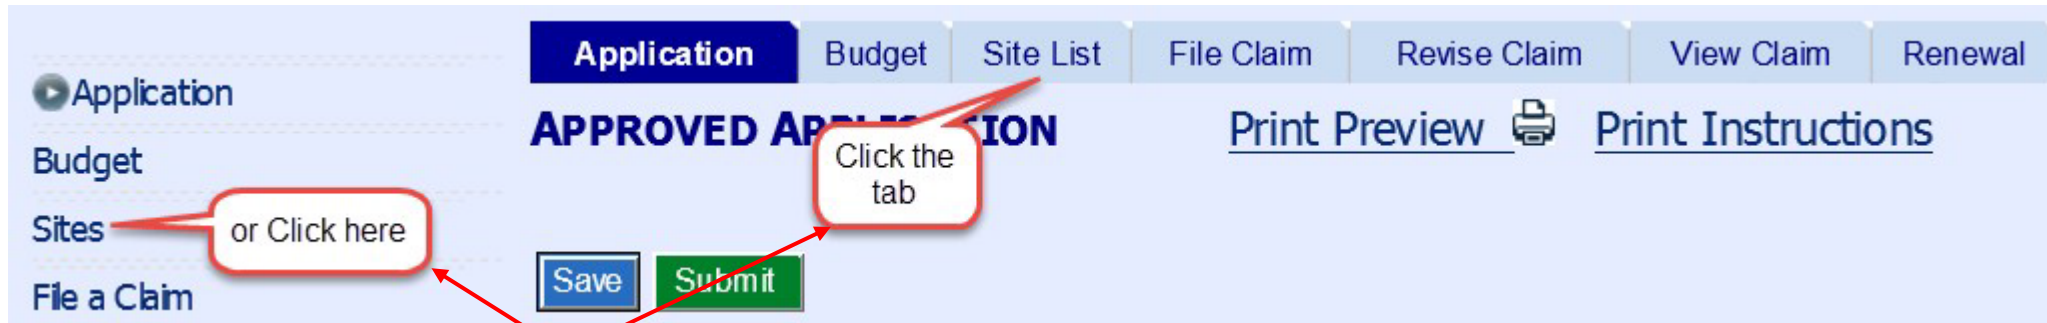 Application Budget Site List File Claim Revise Claim View Claim Renewal
Application
Budget
Sites
File a Claim
or Click here
APPROVED
Print Preview Print Instructions
Click the
tab
Save Submit